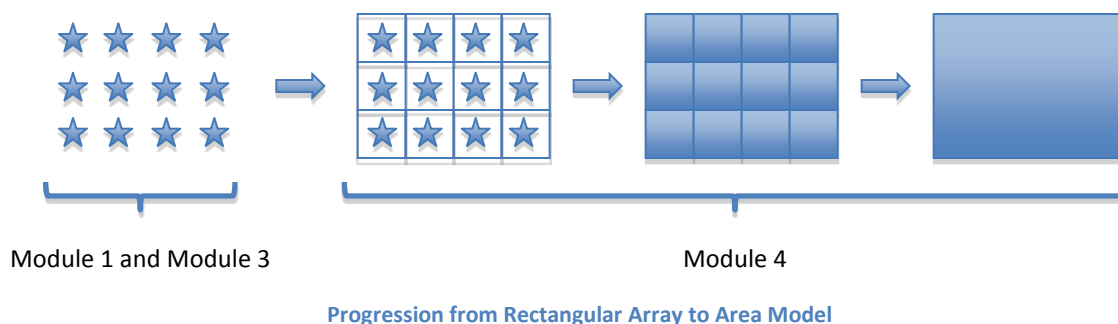 Module 1 and Module 3
Module 4
Progression from Rectangular Array to Area Model